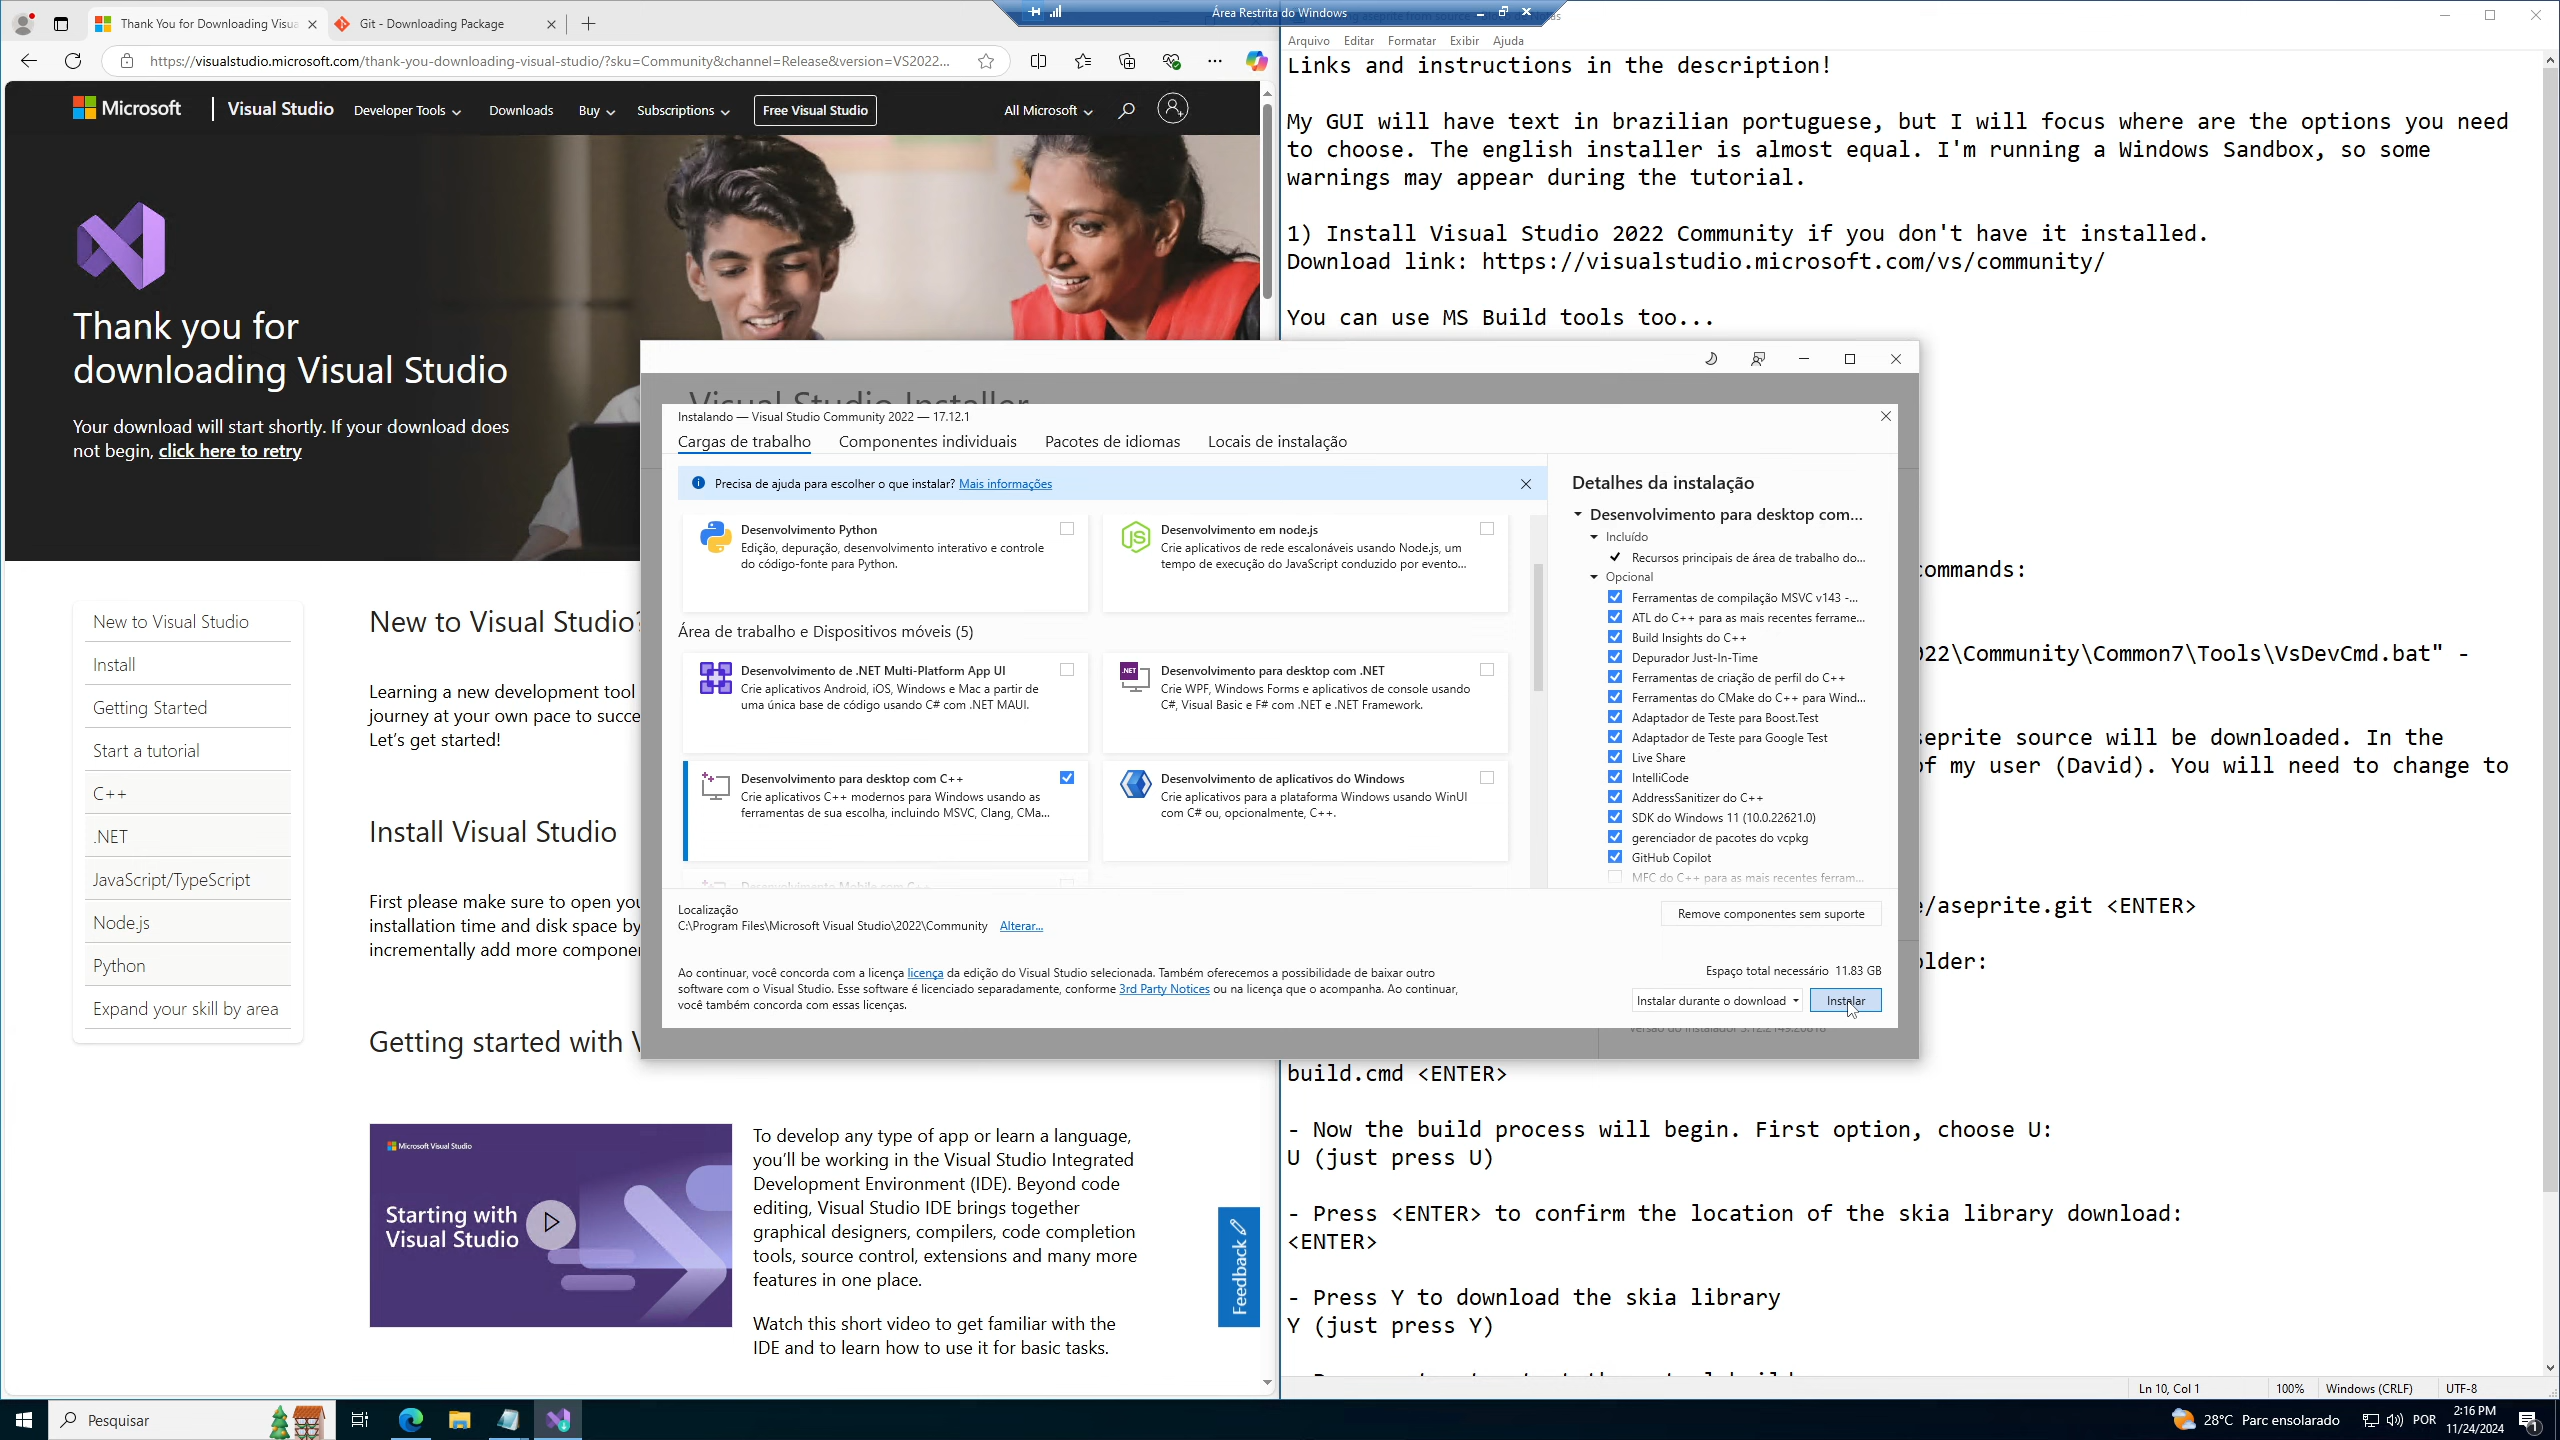 Thank You for Downloading Visua
Git - Downloading Package
Área Restrita do Windows
https://visualstudio.microsoft.com/thank-you-downloading-visual-studio/?sku=Community&channel=Release&version=VS2022...
Microsoft
Visual Studio
Developer Tools
Downloads
Buy
Subscriptions
Free Visual Studio
All Microsoft
Thank you for
downloading Visual Studio
Your download will start shortly. If your download does
not begin, click here to retry
New to Visual Studio
Install
Getting Started
Start a tutorial
C++
.NET
JavaScript/TypeScript
Node.js
Python
Expand your skill by area
New to Visual Studio?
Learning a new development tool
journey at your own pace to succe
Let's get started!
Install Visual Studio
First please make sure to open you
installation time and disk space by
incrementally add more componen
Getting started with V
Microsoft Visual Studio
Starting with
Visual Studio
To develop any type of app or learn a language,
you'll be working in the Visual Studio Integrated
Development Environment (IDE). Beyond code
editing, Visual Studio IDE brings together
graphical designers, compilers, code completion
tools, source control, extensions and many more
features in one place.
Watch this short video to get familiar with the
IDE and to learn how to use it for basic tasks.
Feedback
Arquivo Editar Formatar Exibir Ajuda
Links and instructions in the description!
My GUI will have text in brazilian portuguese, but I will focus where are the options you need
to choose. The english installer is almost equal. I'm running a Windows Sandbox, so some
warnings may appear during the tutorial.
1) Install Visual Studio 2022 Community if you don't have it installed.
Download link: https://visualstudio.microsoft.com/vs/community/
You can use MS Build tools too...
ommands:
022\Community\Common7\Tools\VsDevCmd.bat" -
seprite source will be downloaded. In the
of my user (David). You will need to change to
e/aseprite.git <ENTER>
older:
build.cmd <ENTER>
- Now the build process will begin. First option, choose U:
U (just press U)
- Press <ENTER> to confirm the location of the skia library download:
<ENTER>
- Press Y to download the skia library
Y (just press Y)
Ln 10, Col 1
100%
Windows (CRLF)
UTF-8
Visual Studio Installer
Instalando — Visual Studio Community 2022 — 17.12.1
Cargas de trabalho
Componentes individuais
Pacotes de idiomas
Locais de instalação
Precisa de ajuda para escolher o que instalar? Mais informações
Desenvolvimento Python
Edição, depuração, desenvolvimento interativo e controle
do código-fonte para Python.
Desenvolvimento em node.js
Crie aplicativos de rede escalonáveis usando Node.js, um
tempo de execução do JavaScript conduzido por evento...
Área de trabalho e Dispositivos móveis (5)
Desenvolvimento de .NET Multi-Platform App UI
Crie aplicativos Android, iOS, Windows e Mac a partir de
uma única base de código usando C# com .NET MAUI.
Desenvolvimento para desktop com .NET
Crie WPF, Windows Forms e aplicativos de console usando
C#, Visual Basic e F# com .NET e .NET Framework.
Desenvolvimento para desktop com C++
Crie aplicativos C++ modernos para Windows usando as
ferramentas de sua escolha, incluindo MSVC, Clang, CMa...
Desenvolvimento de aplicativos do Windows
Crie aplicativos para a plataforma Windows usando WinUI
com C# ou, opcionalmente, C++.
Desenvolvimento Mobile com C++
Detalhes da instalação
Desenvolvimento para desktop com...
Incluído
Recursos principais de área de trabalho do...
Opcional
Ferramentas de compilação MSVC v143 -...
ATL do C++ para as mais recentes ferrame...
Build Insights do C++
Depurador Just-In-Time
Ferramentas de criação de perfil do C++
Ferramentas do CMake do C++ para Wind...
Adaptador de Teste para Boost.Test
Adaptador de Teste para Google Test
Live Share
IntelliCode
AddressSanitizer do C++
SDK do Windows 11 (10.0.22621.0)
gerenciador de pacotes do vcpkg
GitHub Copilot
MFC do C++ para as mais recentes ferram...
Localização
C:\Program Files\Microsoft Visual Studio\2022\Community Alterar...
Remove componentes sem suporte
Ao continuar, você concorda com a licença licença da edição do Visual Studio selecionada. Também oferecemos a possibilidade de baixar outro
software com o Visual Studio. Esse software é licenciado separadamente, conforme 3rd Party Notices ou na licença que o acompanha. Ao continuar,
você também concorda com essas licenças.
Espaço total necessário 11.83 GB
Instalar durante o download
Instalar
Pesquisar
28°C Parc ensolarado
POR
2:16 PM
11/24/2024
1